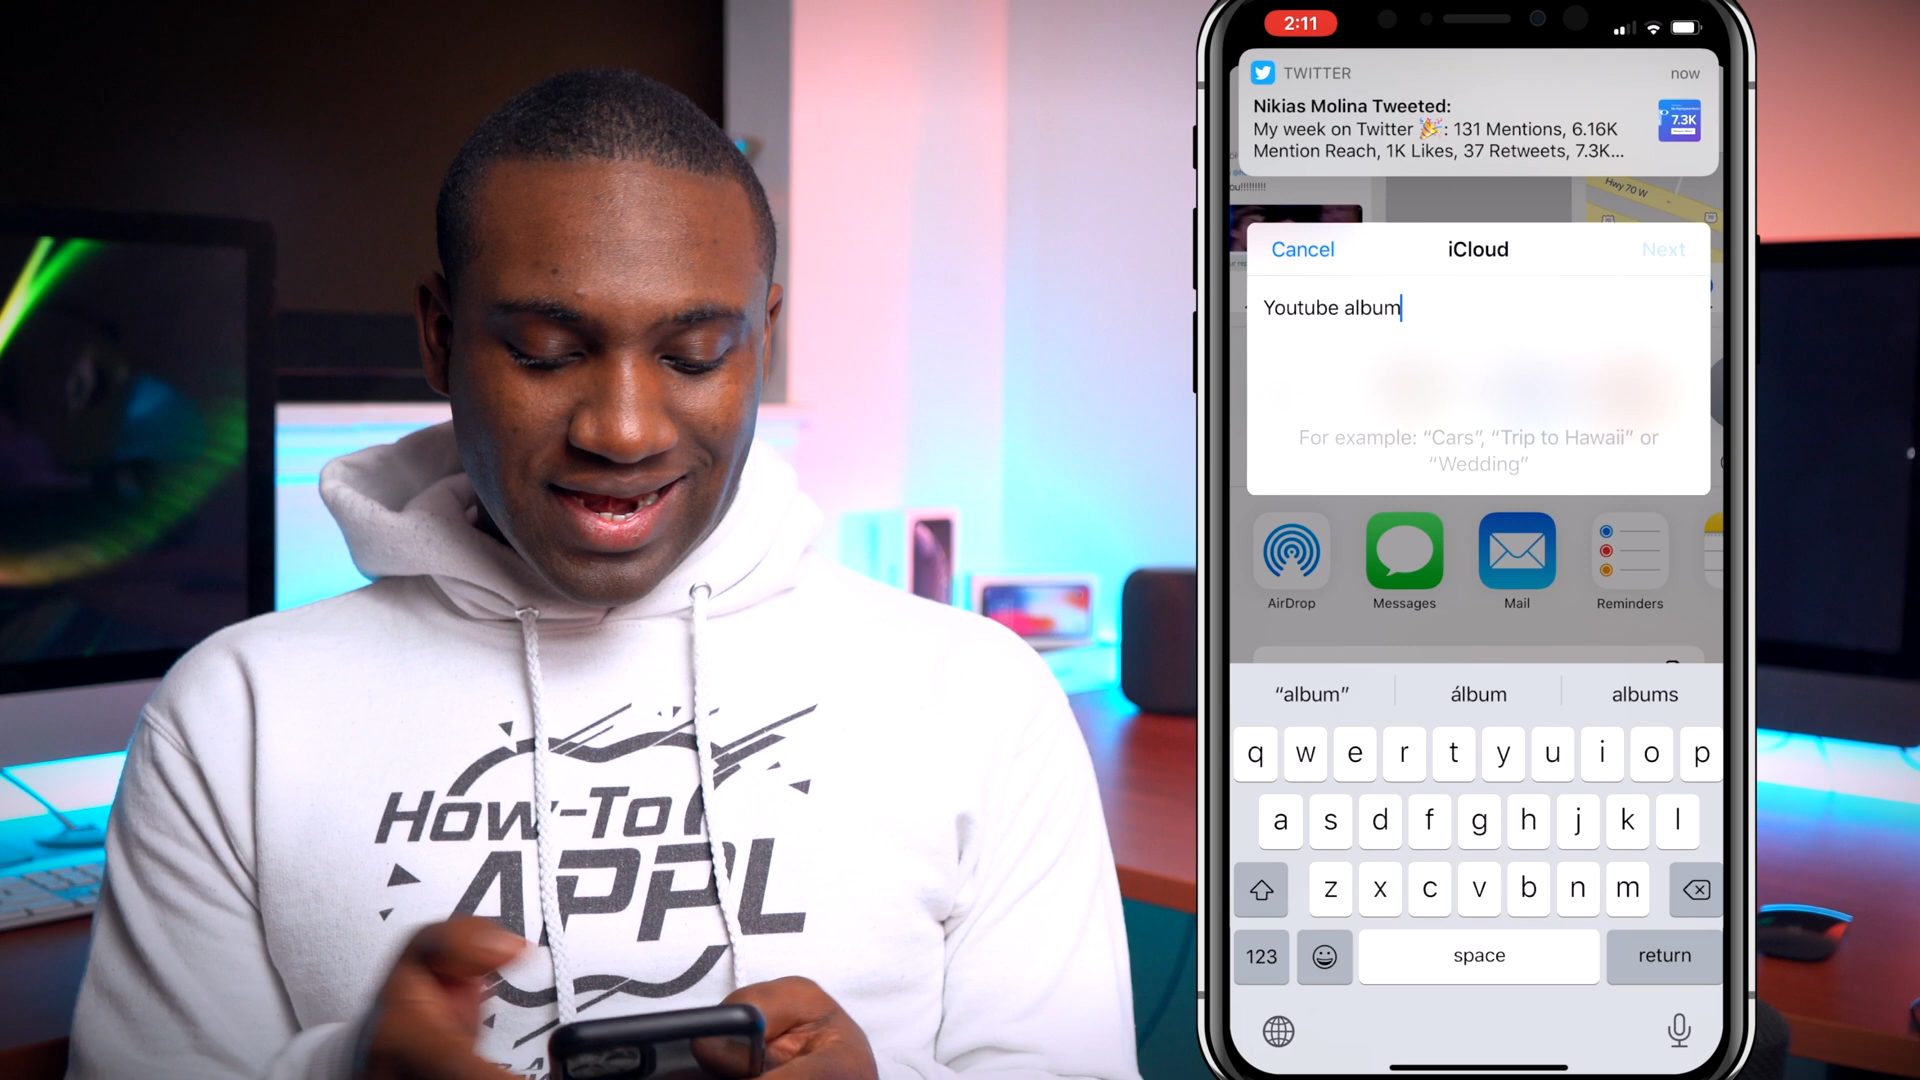 HOW-TO
APPL
2:11
TWITTER
now
Nikias Molina Tweeted:
My week on Twitter 🎉: 131 Mentions, 6.16K
Mention Reach, 1K Likes, 37 Retweets, 7.3K...
7.3K
ou!!!!!!!!!
Hwy 70 W
Cancel
iCloud
Next
Youtube album
For example: “Cars”, “Trip to Hawaii” or
“Wedding”
AirDrop
Messages
Mail
Reminders
“album”
álbum
albums
q w e r t y u i o p
a s d f g h j k l
z x c v b n m
123
space
return